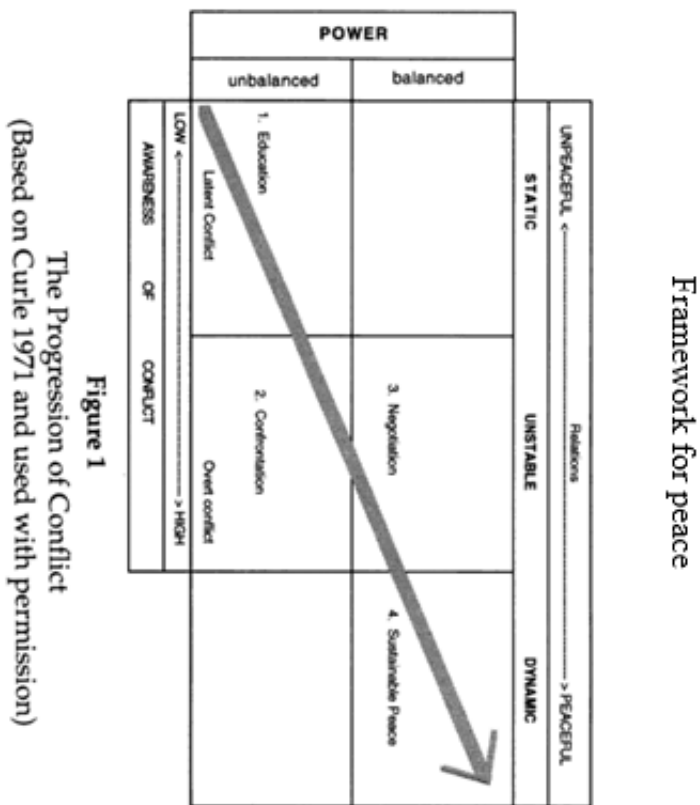 Framework for peace
UNPEACEFUL <---------- Relations ----------> PEACEFUL
STATIC
UNSTABLE
DYNAMIC
POWER
balanced
3. Negotiation
4. Sustainable Peace
unbalanced
1. Education
2. Confrontation
Latent Conflict
Overt conflict
LOW <--------------------> HIGH
AWARENESS OF CONFLICT
Figure 1
The Progression of Conflict
(Based on Curle 1971 and used with permission)